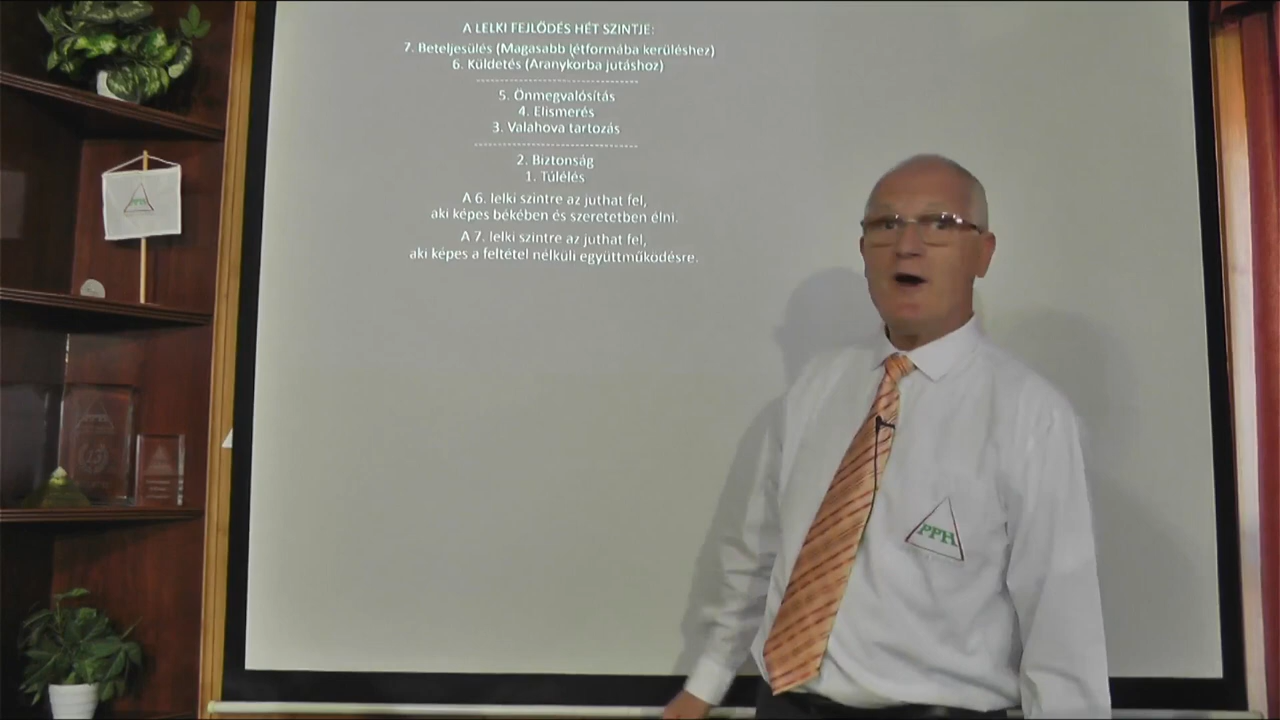 A LELKI FEJLŐDÉS HÉT SZINTJE:
7. Beteljesülés (Magasabb létformába kerüléshez)
6. Küldetés (Aranykorba jutáshoz)
------------------------------
5. Önmegvalósítás
4. Elismerés
3. Valahova tartozás
------------------------------
2. Biztonság
1. Túlélés
A 6. lelki szintre az juthat fel,
aki képes békében és szeretetben élni.
A 7. lelki szintre az juthat fel,
aki képes a feltétel nélküli együttműködésre.
PPH
PPH